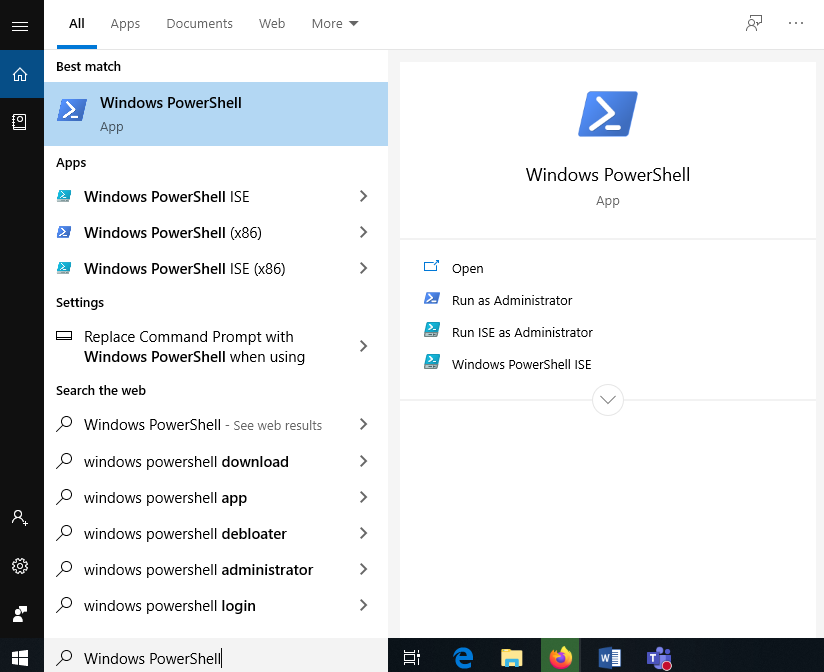 All Apps Documents Web More
Best match
Windows PowerShell
App
Apps
Windows PowerShell ISE
Windows PowerShell (x86)
Windows PowerShell ISE (x86)
Settings
Replace Command Prompt with
Windows PowerShell when using
Search the web
Windows PowerShell - See web results
windows powershell download
windows powershell app
windows powershell debloater
windows powershell administrator
windows powershell login
Windows PowerShell
Windows PowerShell
App
Open
Run as Administrator
Run ISE as Administrator
Windows PowerShell ISE